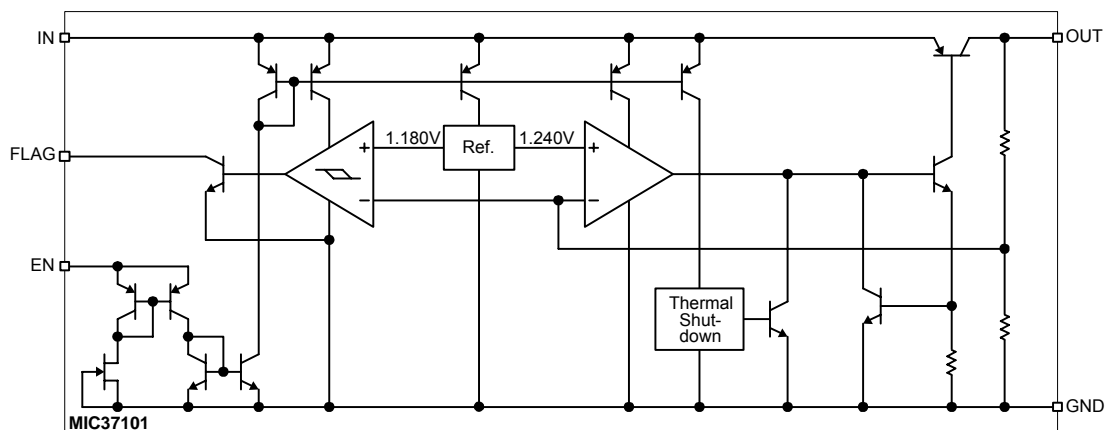 IN
OUT
FLAG
1.180V
Ref.
1.240V
+
+
−
−
EN
Thermal
Shut-
down
GND
MIC37101